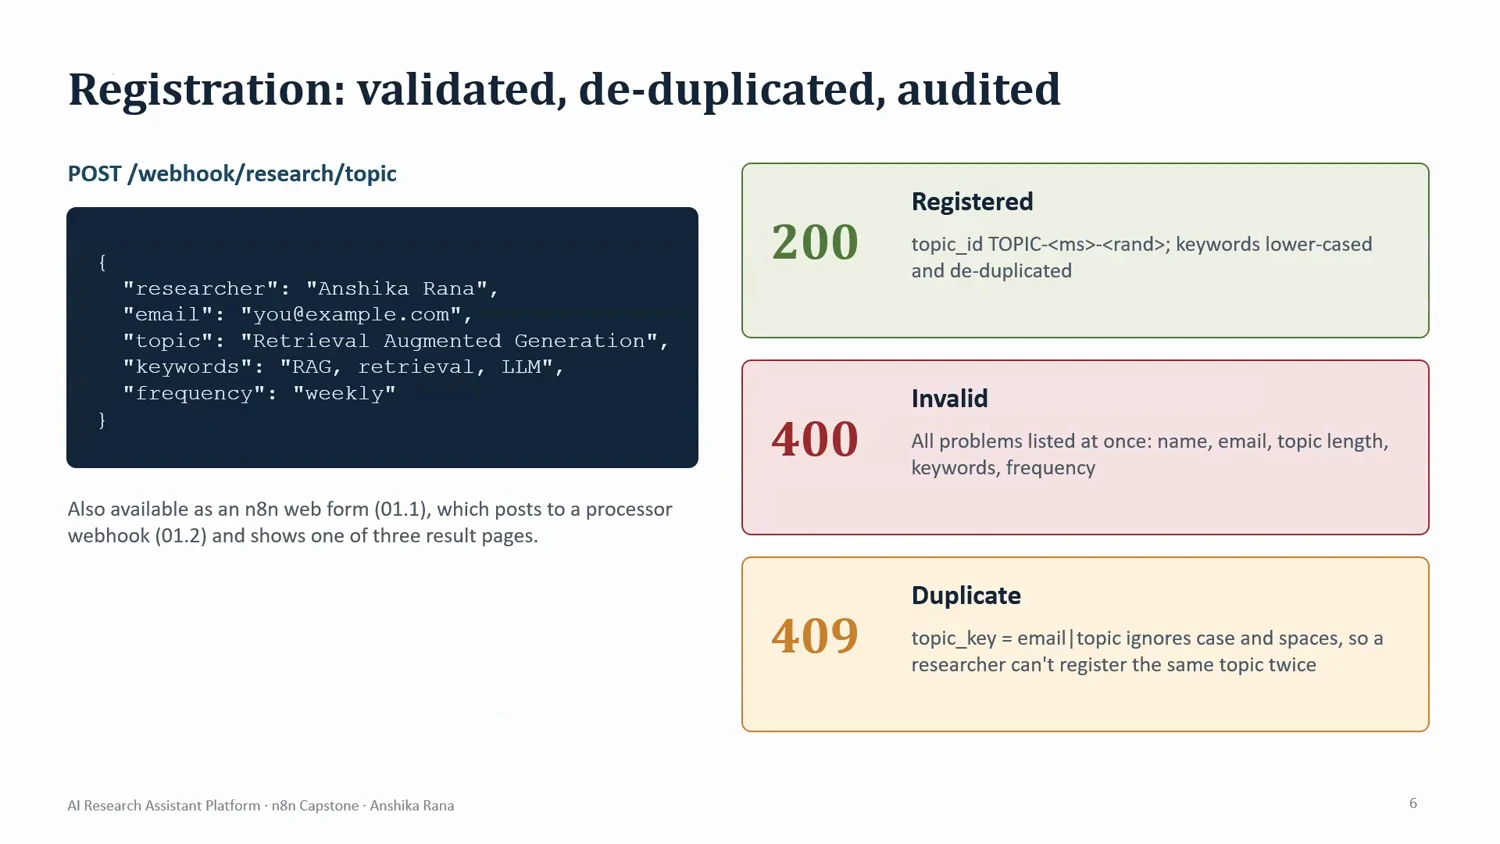 Registration: validated, de-duplicated, audited
POST /webhook/research/topic
{
"researcher": "Anshika Rana",
"email": "you@example.com",
"topic": "Retrieval Augmented Generation",
"keywords": "RAG, retrieval, LLM",
"frequency": "weekly"
}
Also available as an n8n web form (01.1), which posts to a processor
webhook (01.2) and shows one of three result pages.
200
Registered
topic_id TOPIC-<ms>-<rand>; keywords lower-cased
and de-duplicated
400
Invalid
All problems listed at once: name, email, topic length,
keywords, frequency
409
Duplicate
topic_key = email|topic ignores case and spaces, so a
researcher can't register the same topic twice
AI Research Assistant Platform · n8n Capstone · Anshika Rana
6